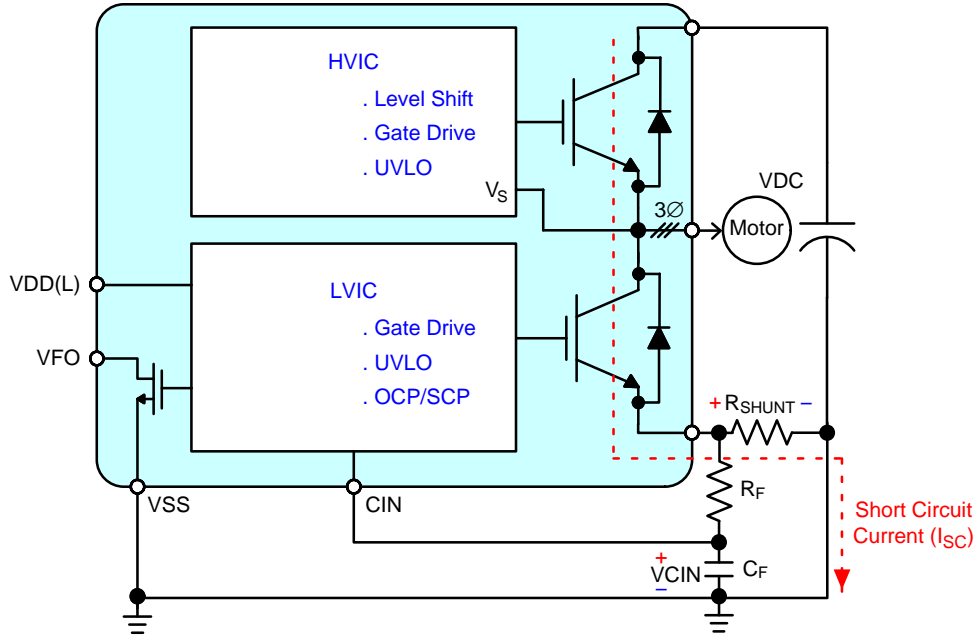 HVIC
. Level Shift
. Gate Drive
. UVLO
VS
VDC
3∅
Motor
VDD(L)
LVIC
. Gate Drive
. UVLO
. OCP/SCP
VFO
+ RSHUNT –
VSS
CIN
RF
Short Circuit
Current (ISC)
+
VCIN
–
CF